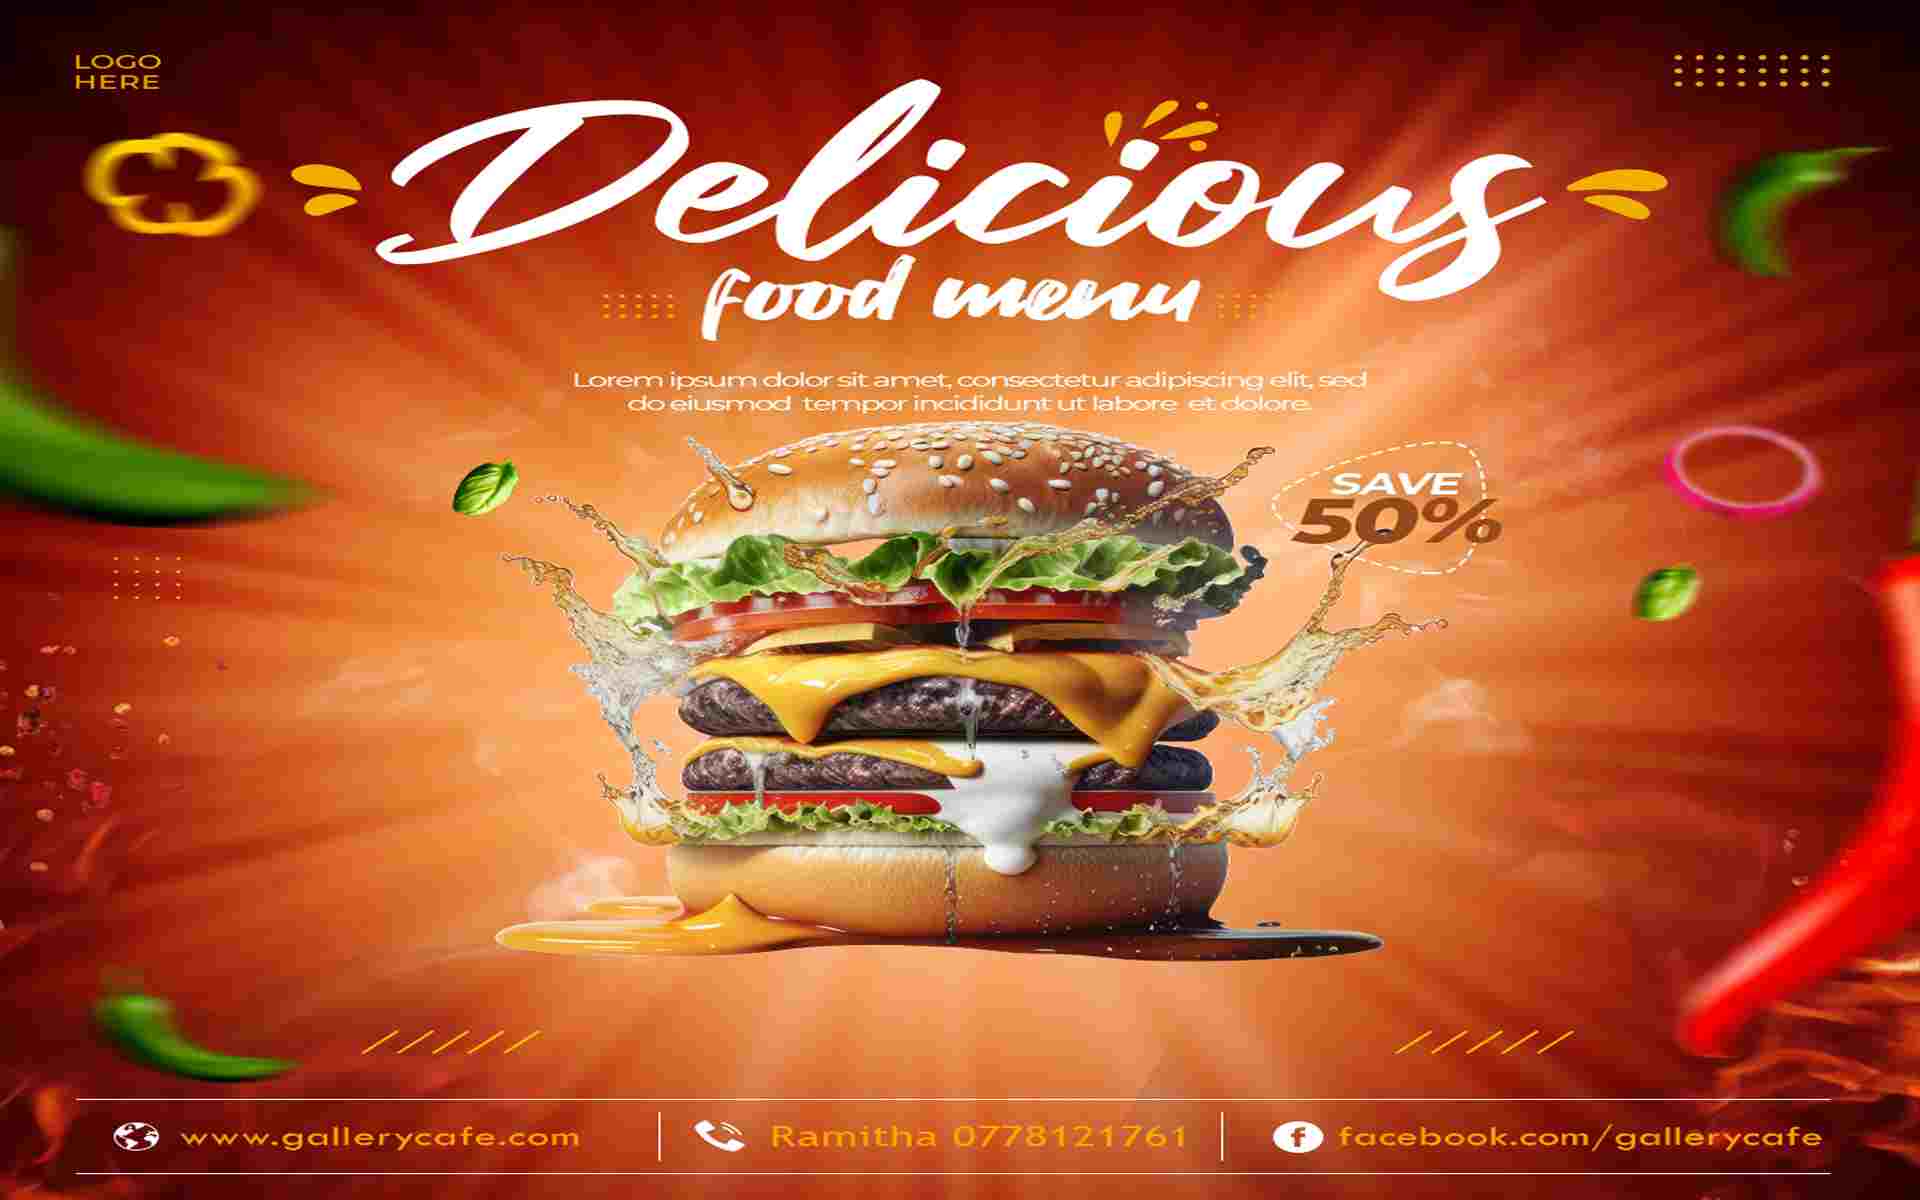 LOGO
HERE
Delicious
food menu
Lorem ipsum dolor sit amet, consectetur adipiscing elit, sed
do eiusmod tempor incididunt ut labore et dolore.
SAVE
50%
www.gallerycafe.com
Ramitha 0778121761
facebook.com/gallerycafe